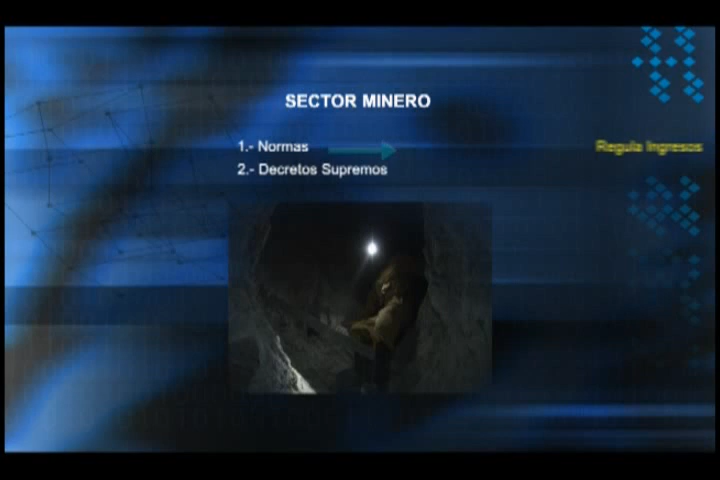 SECTOR MINERO
1.- Normas
Regula Ingresos
2.- Decretos Supremos